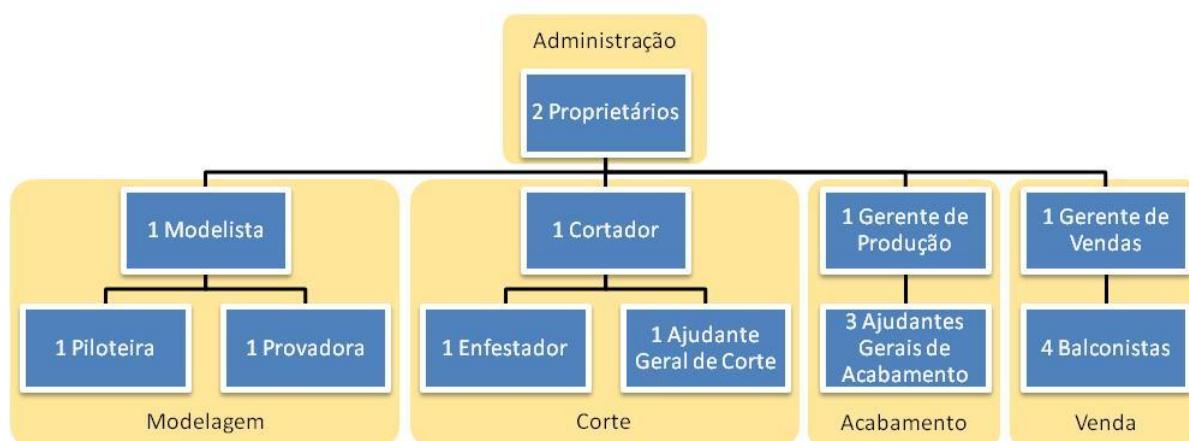 Administração
2 Proprietários
1 Modelista
1 Cortador
1 Gerente de
Produção
1 Gerente de
Vendas
1 Piloteira
1 Provadora
1 Enfestador
1 Ajudante
Geral de Corte
3 Ajudantes
Gerais de
Acabamento
4 Balconistas
Modelagem
Corte
Acabamento
Venda